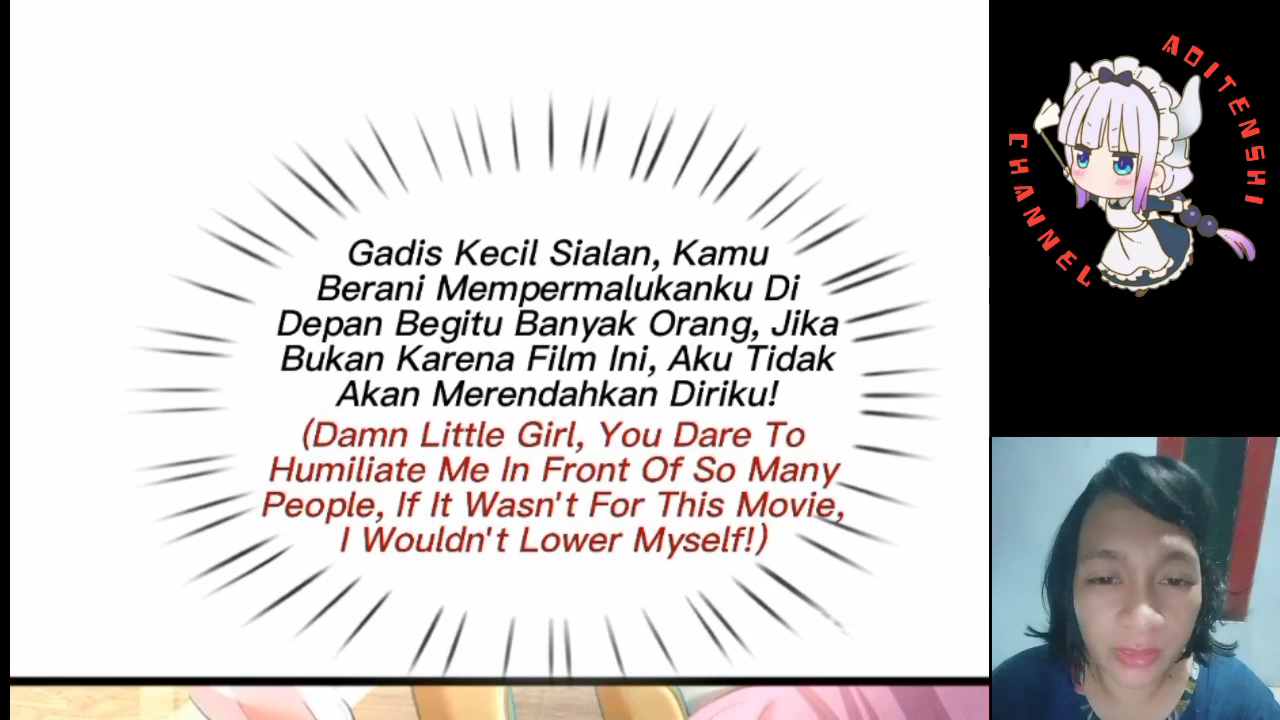 Gadis Kecil Sialan, Kamu
Berani Mempermalukanku Di
Depan Begitu Banyak Orang, Jika
Bukan Karena Film Ini, Aku Tidak
Akan Merendahkan Diriku!
(Damn Little Girl, You Dare To
Humiliate Me In Front Of So Many
People, If It Wasn't For This Movie,
I Wouldn't Lower Myself!)
ADITENSHI
CHANNEL